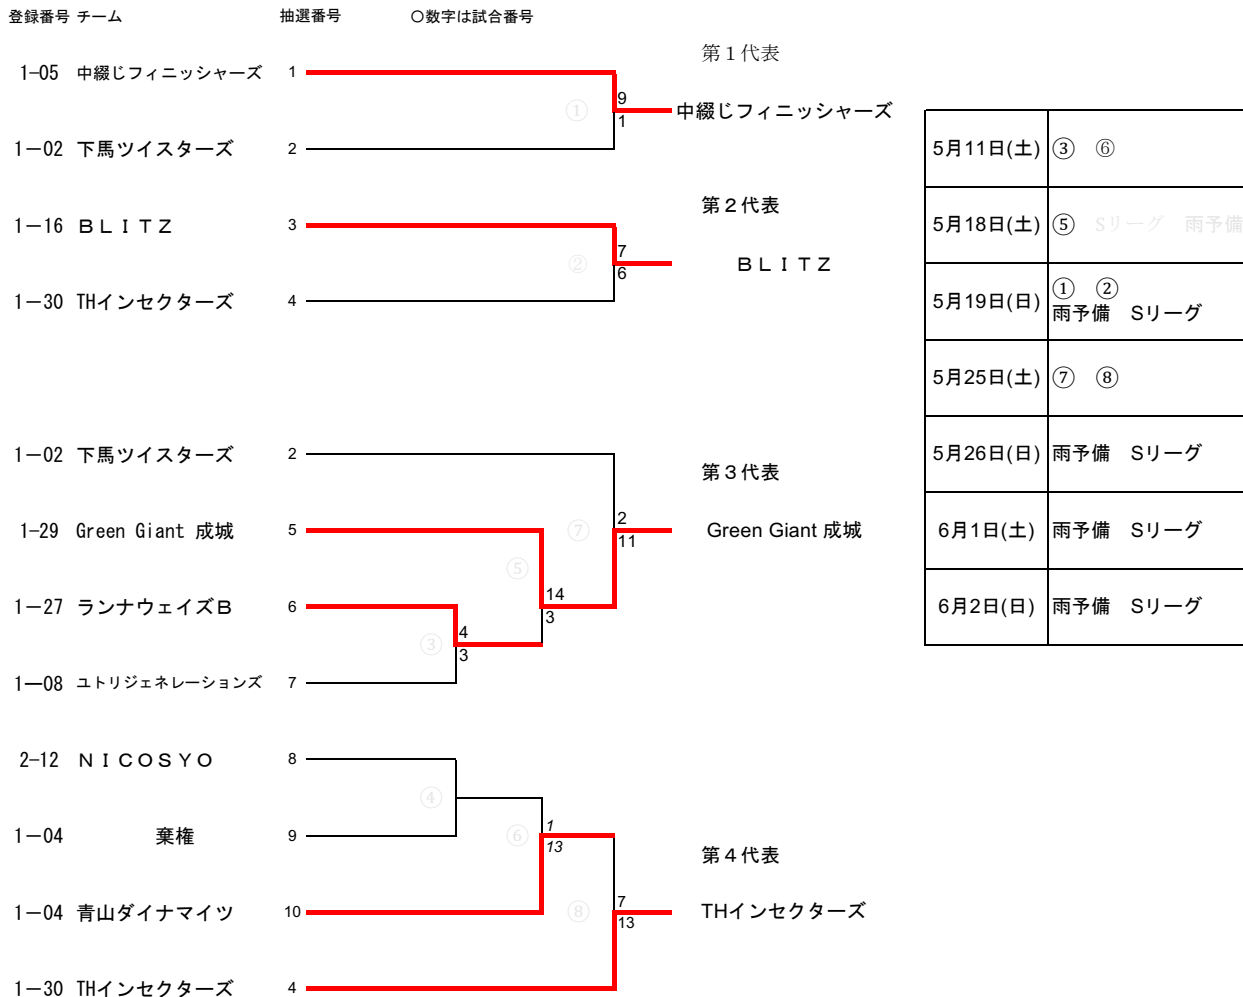 登録番号 チーム 抽選番号 〇数字は試合番号
第１代表
1-05 中綴じフィニッシャーズ 1
9
① 中綴じフィニッシャーズ
1
5月11日(土) ③ ⑥
1-02 下馬ツイスターズ 2
第２代表
5月18日(土) ⑤ Sリーグ 雨予備
1-16 ＢＬＩＴＺ 3
7
② ＢＬＩＴＺ
6
5月19日(日) ① ②
雨予備 Sリーグ
1-30 THインセクターズ 4
5月25日(土) ⑦ ⑧
1-02 下馬ツイスターズ 2
5月26日(日) 雨予備 Sリーグ
第３代表
1-29 Green Giant 成城 5
2
⑦ Green Giant 成城
11
6月1日(土) 雨予備 Sリーグ
⑤
14
1-27 ランナウェイズＢ 6
3
6月2日(日) 雨予備 Sリーグ
4
③
3
1-08 ユトリジェネレーションズ 7
2-12 ＮＩＣＯＳＹＯ 8
④
1
1-04 棄権 9
⑥
13
第４代表
7
1-04 青山ダイナマイツ 10
⑧ THインセクターズ
13
1-30 THインセクターズ 4